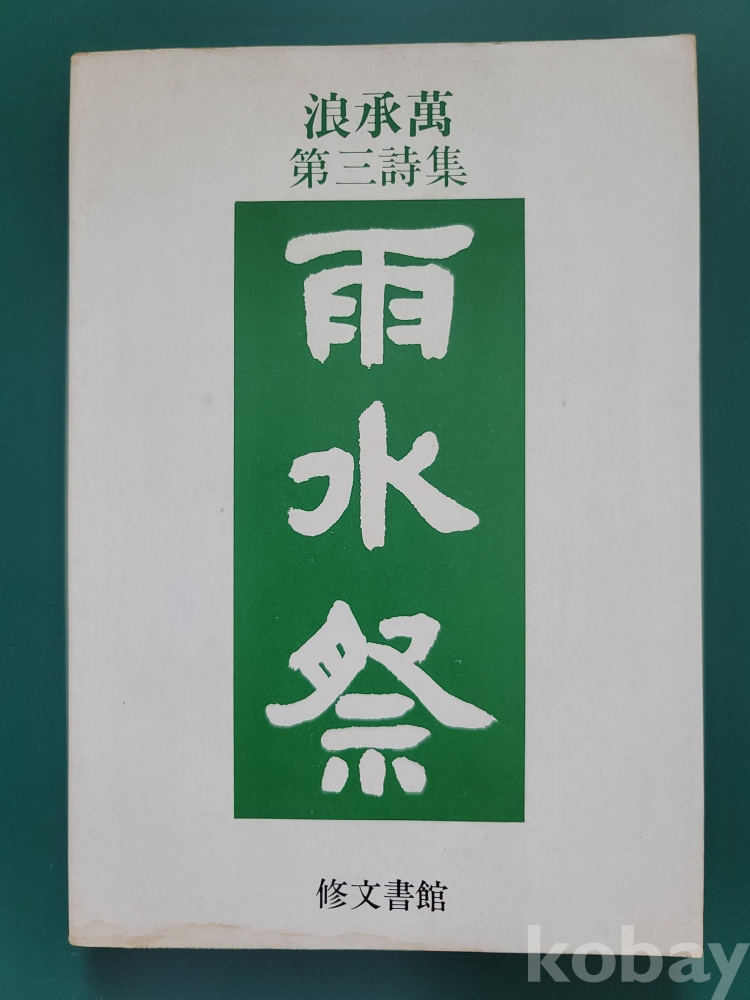 浪承萬
第三詩集
雨水祭
修文書館
kobay